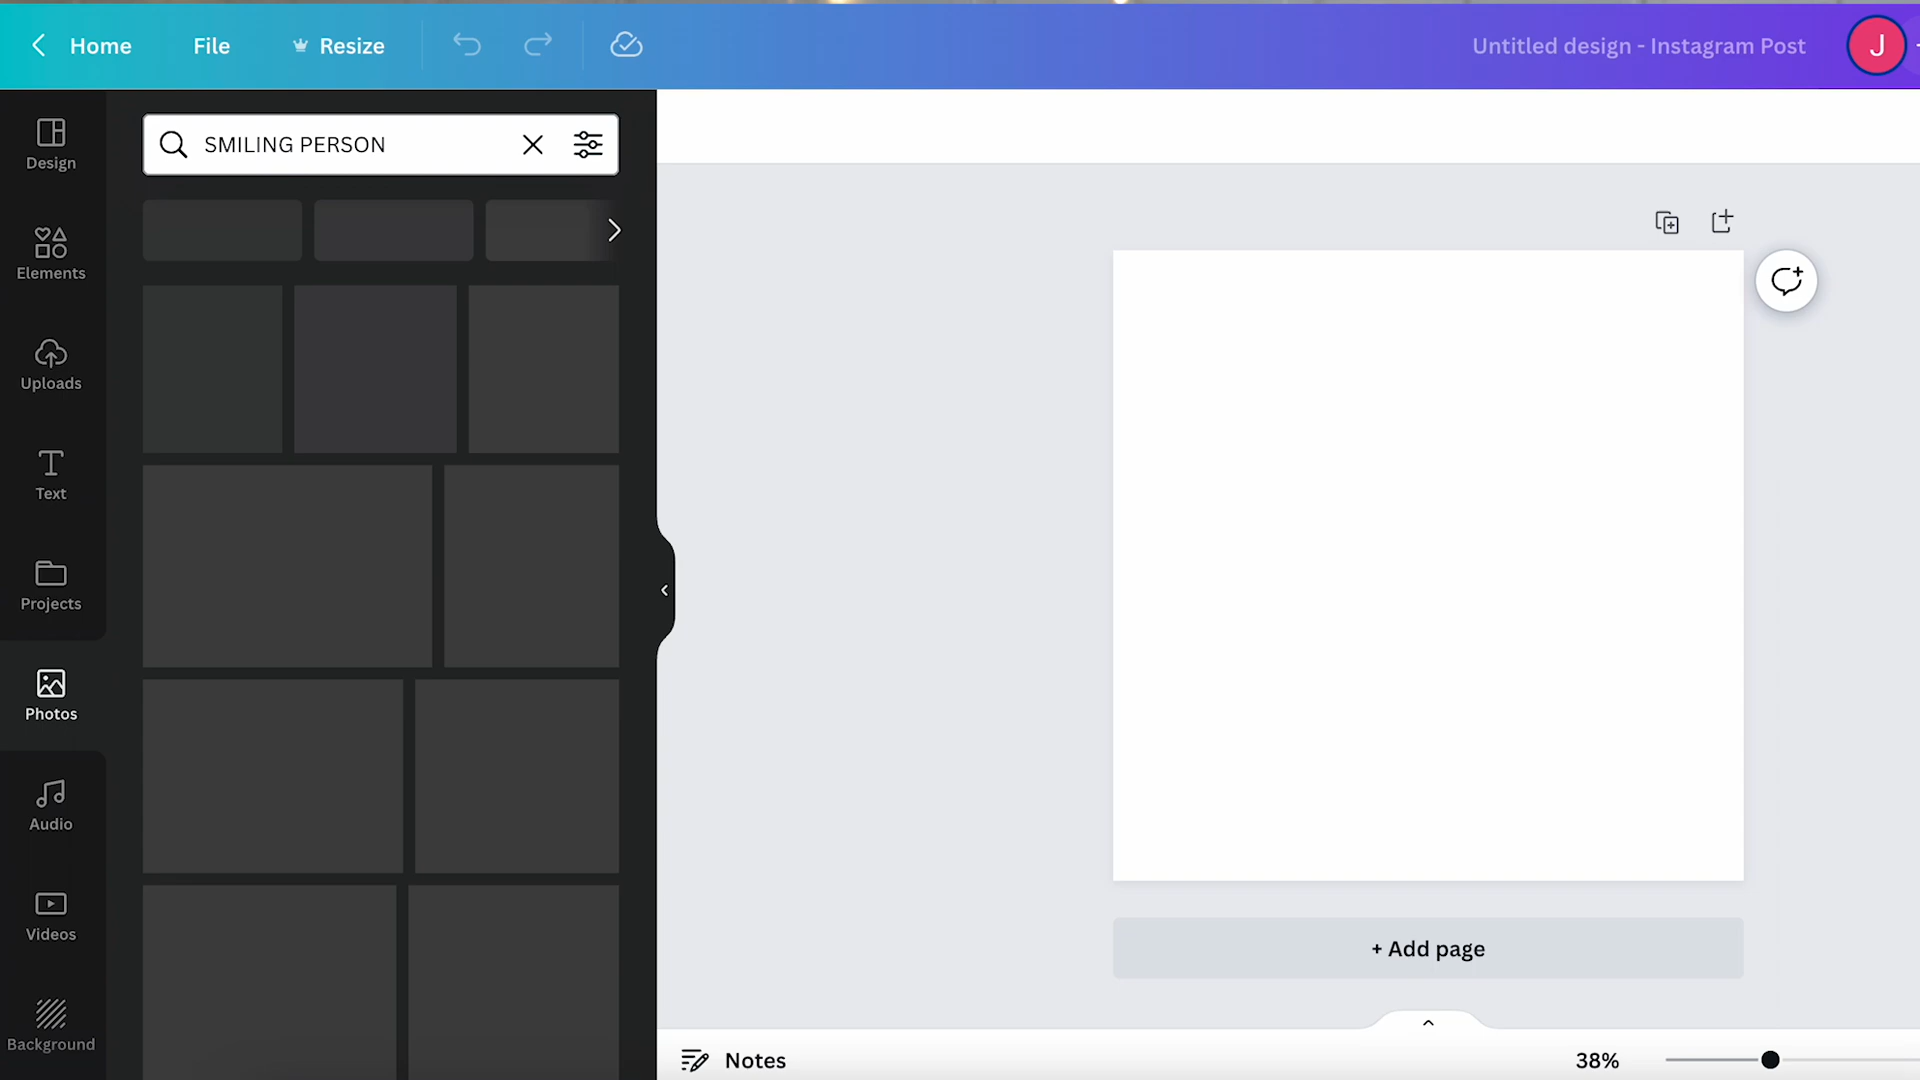 Home File Resize Untitled design - Instagram Post J
SMILING PERSON
Design
Elements
Uploads
Text
Projects
Photos
Audio
Videos
Background
+ Add page
Notes 38%